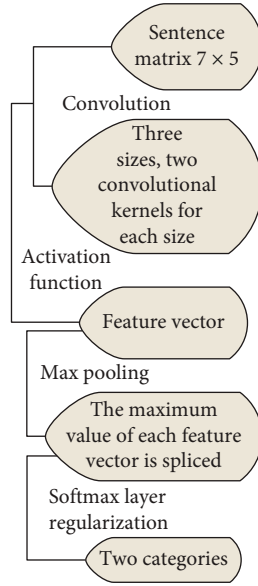 Sentence
matrix 7 × 5
Convolution
Three
sizes, two
convolutional
kernels for
each size
Activation
function
Feature vector
Max pooling
The maximum
value of each feature
vector is spliced
Softmax layer
regularization
Two categories